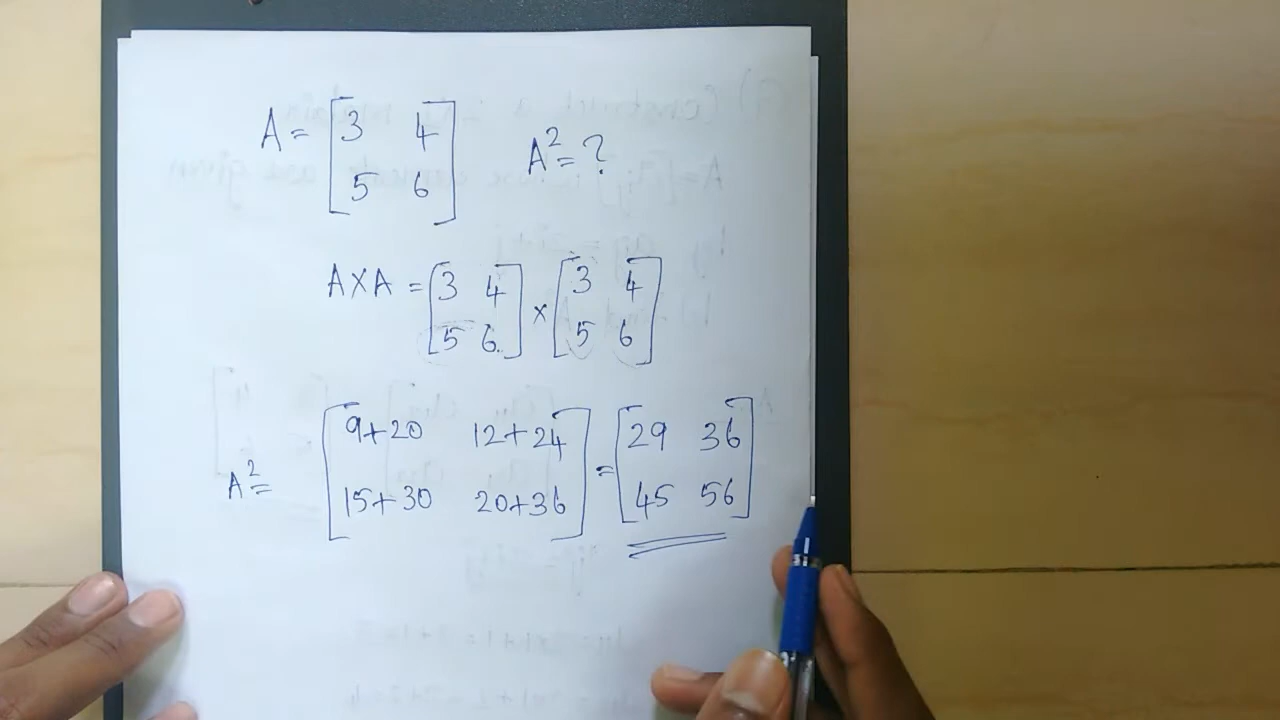 A = [3 4
5 6] A² = ?
A X A = [3 4
5 6] x [3 4
5 6]
A² = [9+20 12+24
15+30 20+36] = [29 36
45 56]